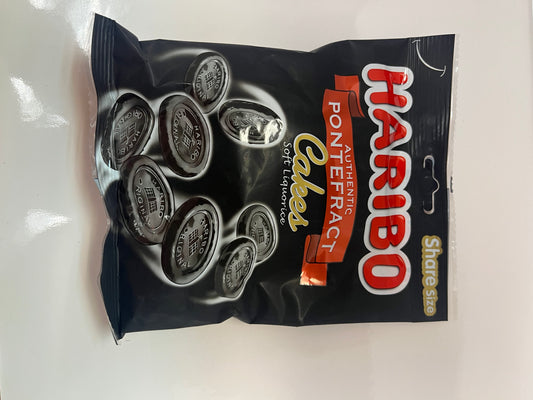 Share size
HARIBO
AUTHENTIC
PONTEFRACT
Cakes
Soft Liquorice